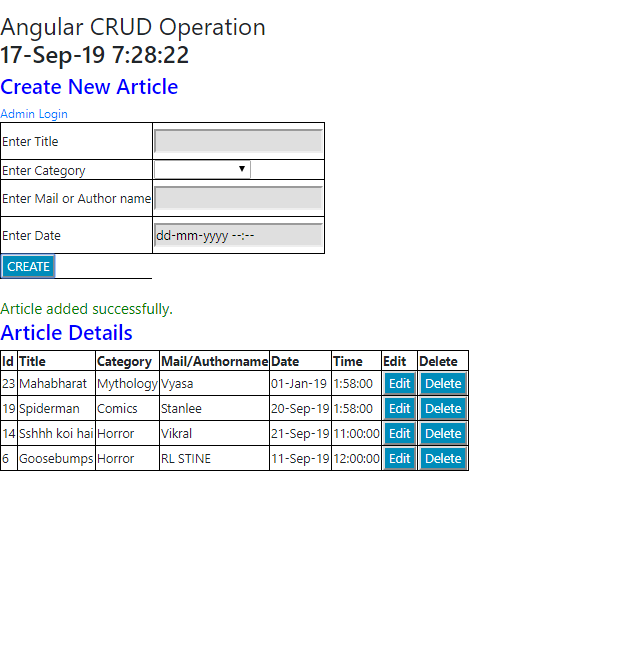 Angular CRUD Operation
17-Sep-19 7:28:22
Create New Article
Admin Login
Enter Title
Enter Category
Enter Mail or Author name
Enter Date dd-mm-yyyy --:--
CREATE
Article added successfully.
Article Details
Id Title Category Mail/Authorname Date Time Edit Delete
23 Mahabharat Mythology Vyasa 01-Jan-19 1:58:00 Edit Delete
19 Spiderman Comics Stanlee 20-Sep-19 1:58:00 Edit Delete
14 Sshhh koi hai Horror Vikral 21-Sep-19 11:00:00 Edit Delete
6 Goosebumps Horror RL STINE 11-Sep-19 12:00:00 Edit Delete